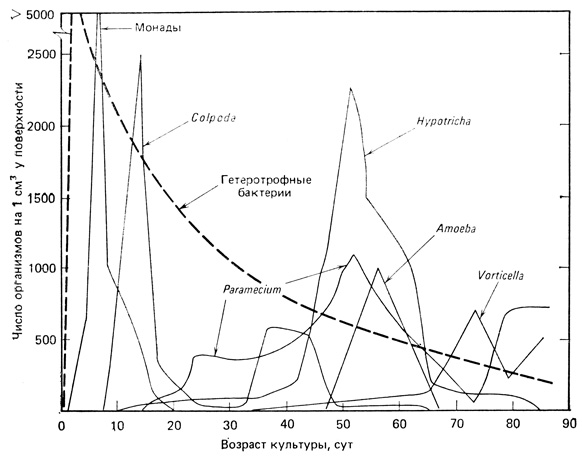 5000
2500
2000
1500
1000
500
Число организмов на 1 см³ у поверхности
Монады
Colpoda
Гетеротрофные
бактерии
Hypotricha
Amoeba
Paramecium
Vorticella
0 10 20 30 40 50 60 70 80 85
Возраст культуры, сут